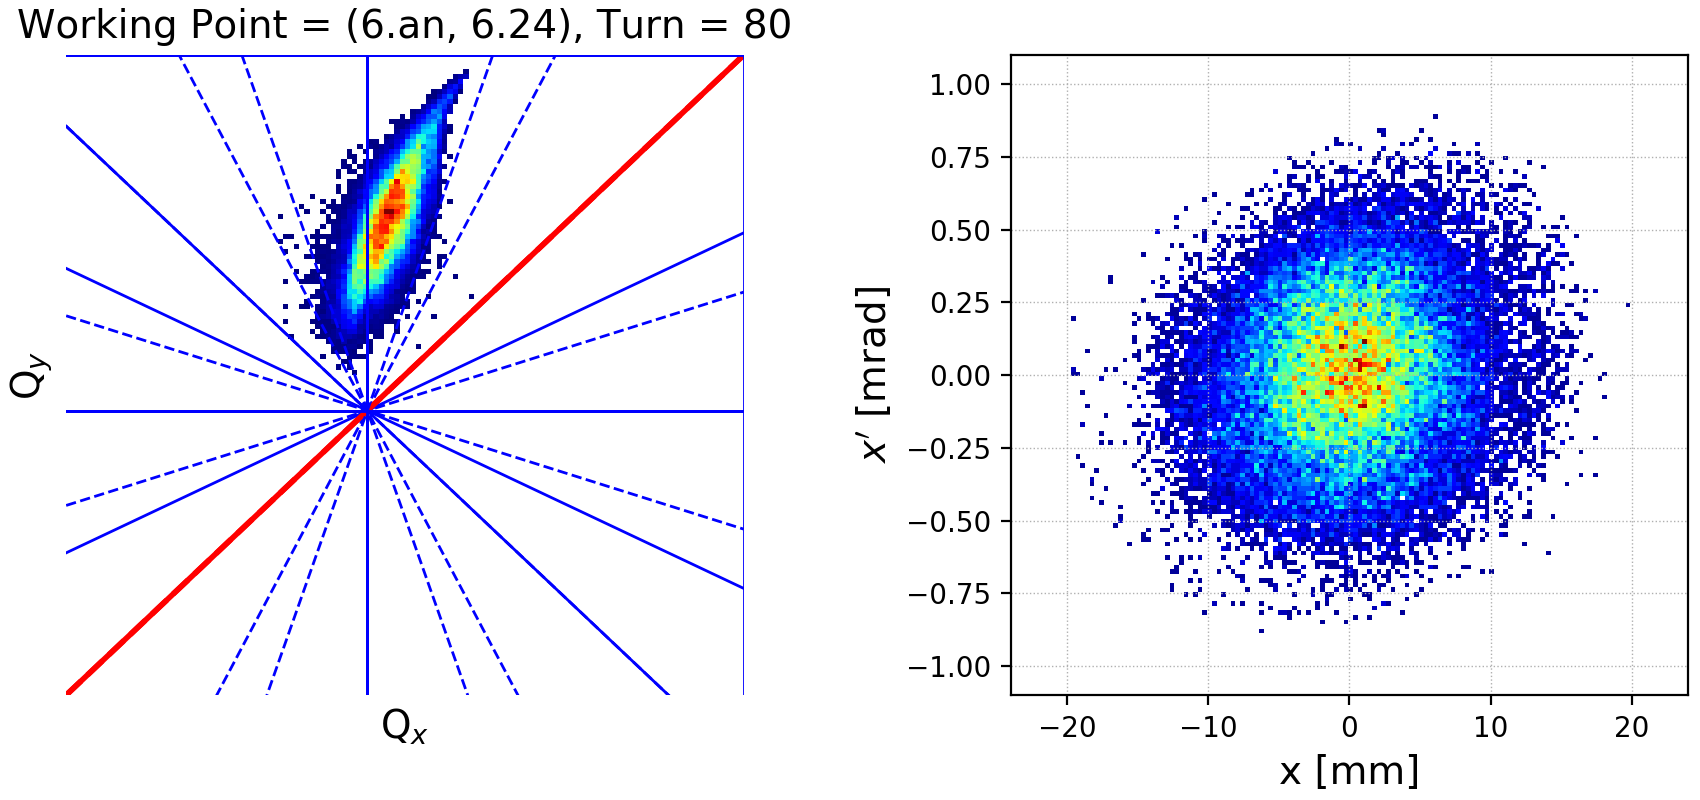 Working Point = (6.an, 6.24), Turn = 80
Qy
Qx
1.00
0.75
0.50
0.25
0.00
−0.25
−0.50
−0.75
−1.00
x′ [mrad]
−20 −10 0 10 20
x [mm]